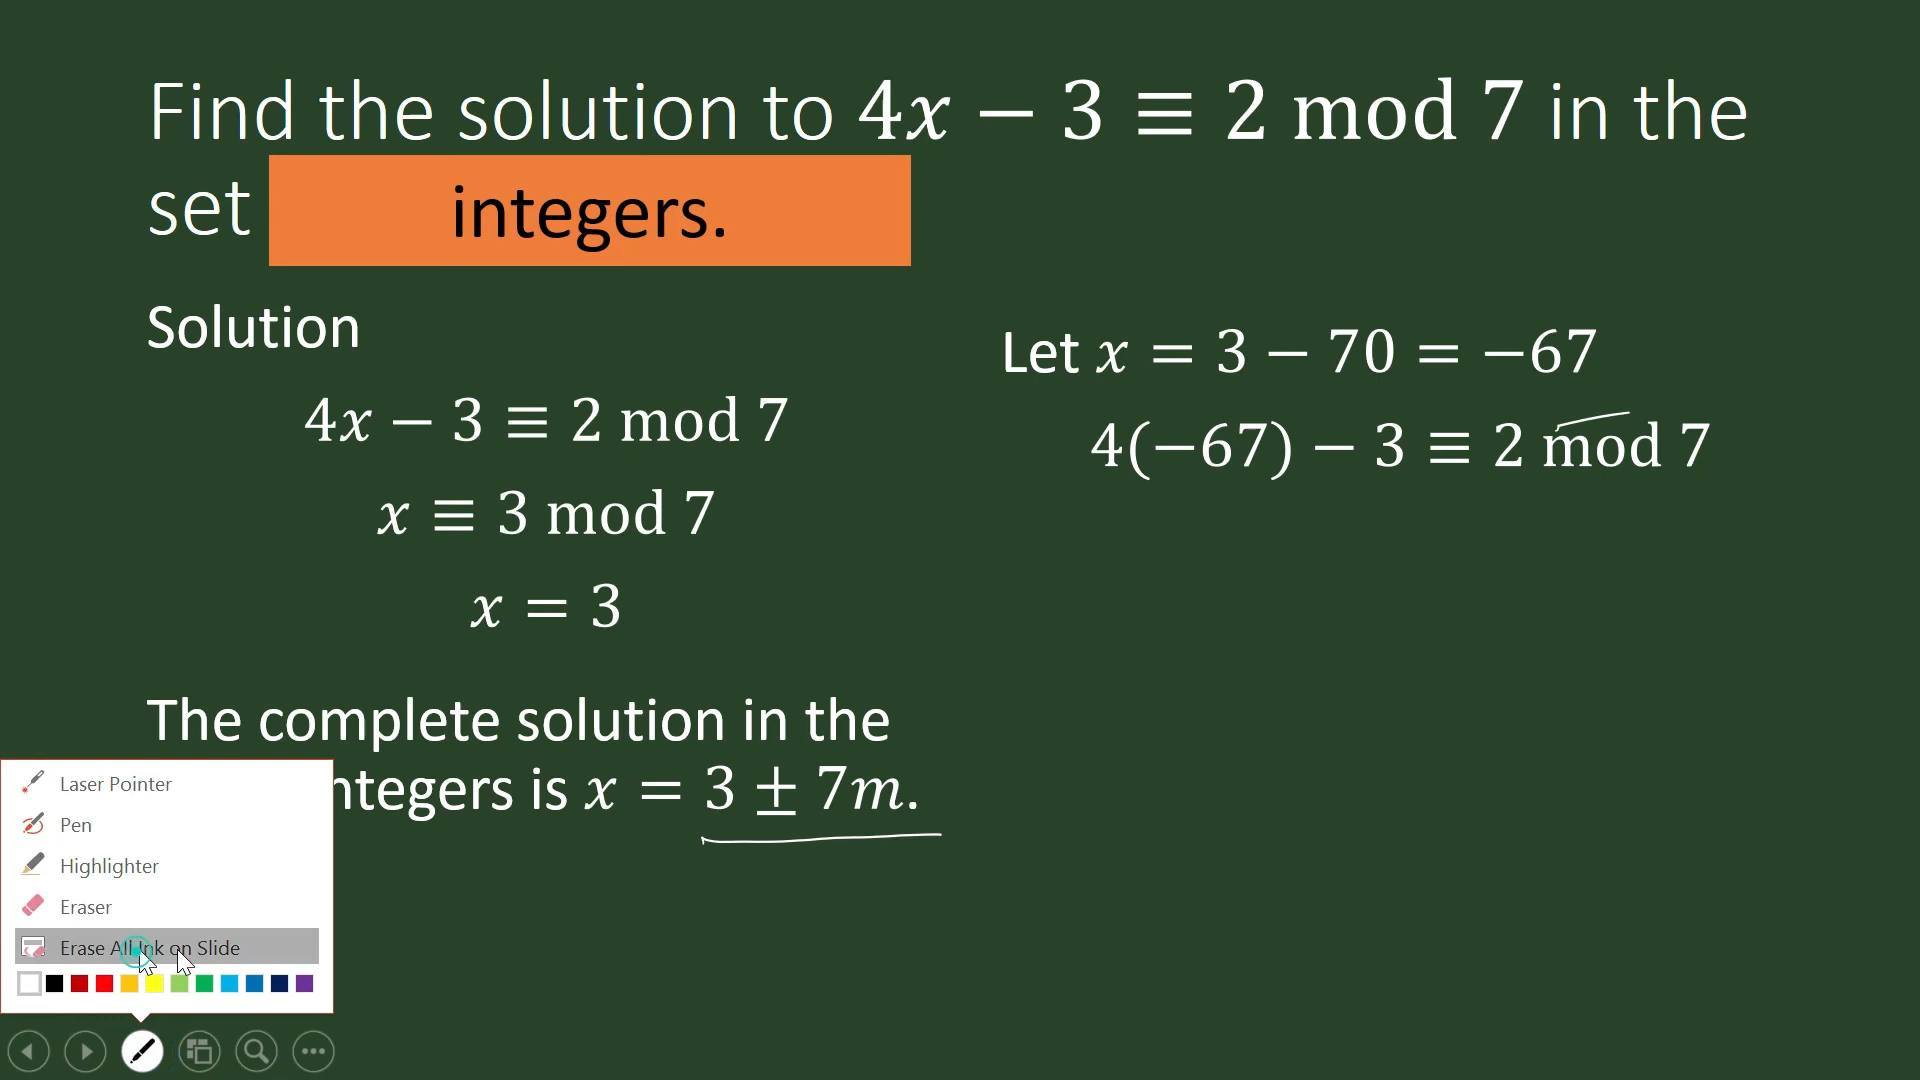 Find the solution to 4x − 3 ≡ 2 mod 7 in the
set integers.
Solution
4x − 3 ≡ 2 mod 7
x ≡ 3 mod 7
x = 3
The complete solution in the
ntegers is x = 3 ± 7m.
Let x = 3 − 70 = −67
4(−67) − 3 ≡ 2 mod 7
Laser Pointer
Pen
Highlighter
Eraser
Erase All Ink on Slide